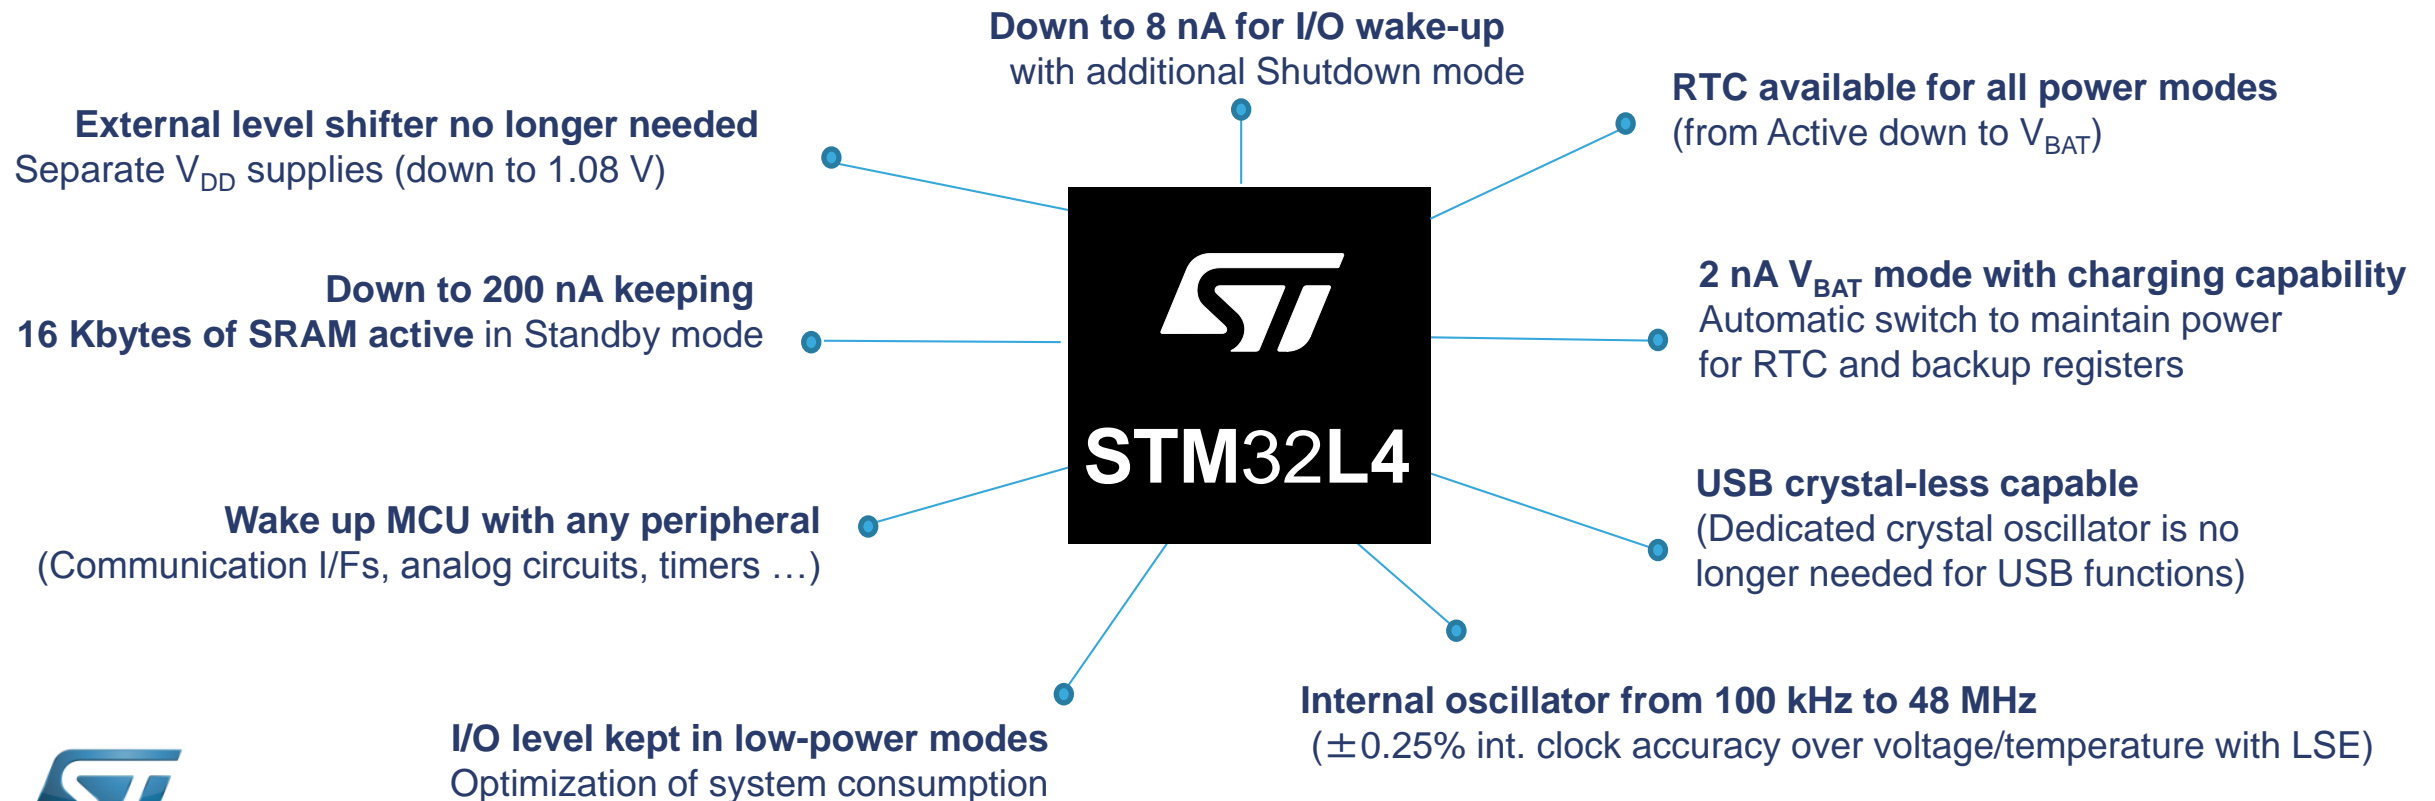 Down to 8 nA for I/O wake-up
with additional Shutdown mode
RTC available for all power modes
(from Active down to VBAT)
External level shifter no longer needed
Separate VDD supplies (down to 1.08 V)
Down to 200 nA keeping
16 Kbytes of SRAM active in Standby mode
2 nA VBAT mode with charging capability
Automatic switch to maintain power
for RTC and backup registers
ST
STM32L4
Wake up MCU with any peripheral
(Communication I/Fs, analog circuits, timers …)
USB crystal-less capable
(Dedicated crystal oscillator is no
longer needed for USB functions)
I/O level kept in low-power modes
Optimization of system consumption
Internal oscillator from 100 kHz to 48 MHz
(±0.25% int. clock accuracy over voltage/temperature with LSE)
ST